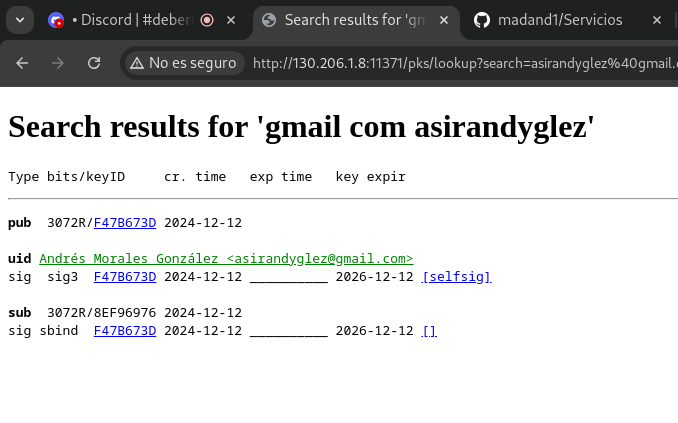 • Discord | #deber
Search results for 'gm
madand1/Servicios
No es seguro
http://130.206.1.8:11371/pks/lookup?search=asirandyglez%40gmail.
Search results for 'gmail com asirandyglez'
Type bits/keyID     cr. time   exp time   key expir
pub  3072R/F47B673D 2024-12-12
uid Andrés Morales González <asirandyglez@gmail.com>
sig  sig3  F47B673D 2024-12-12 __________ 2026-12-12 [selfsig]
sub  3072R/8EF96976 2024-12-12
sig sbind  F47B673D 2024-12-12 __________ 2026-12-12 []